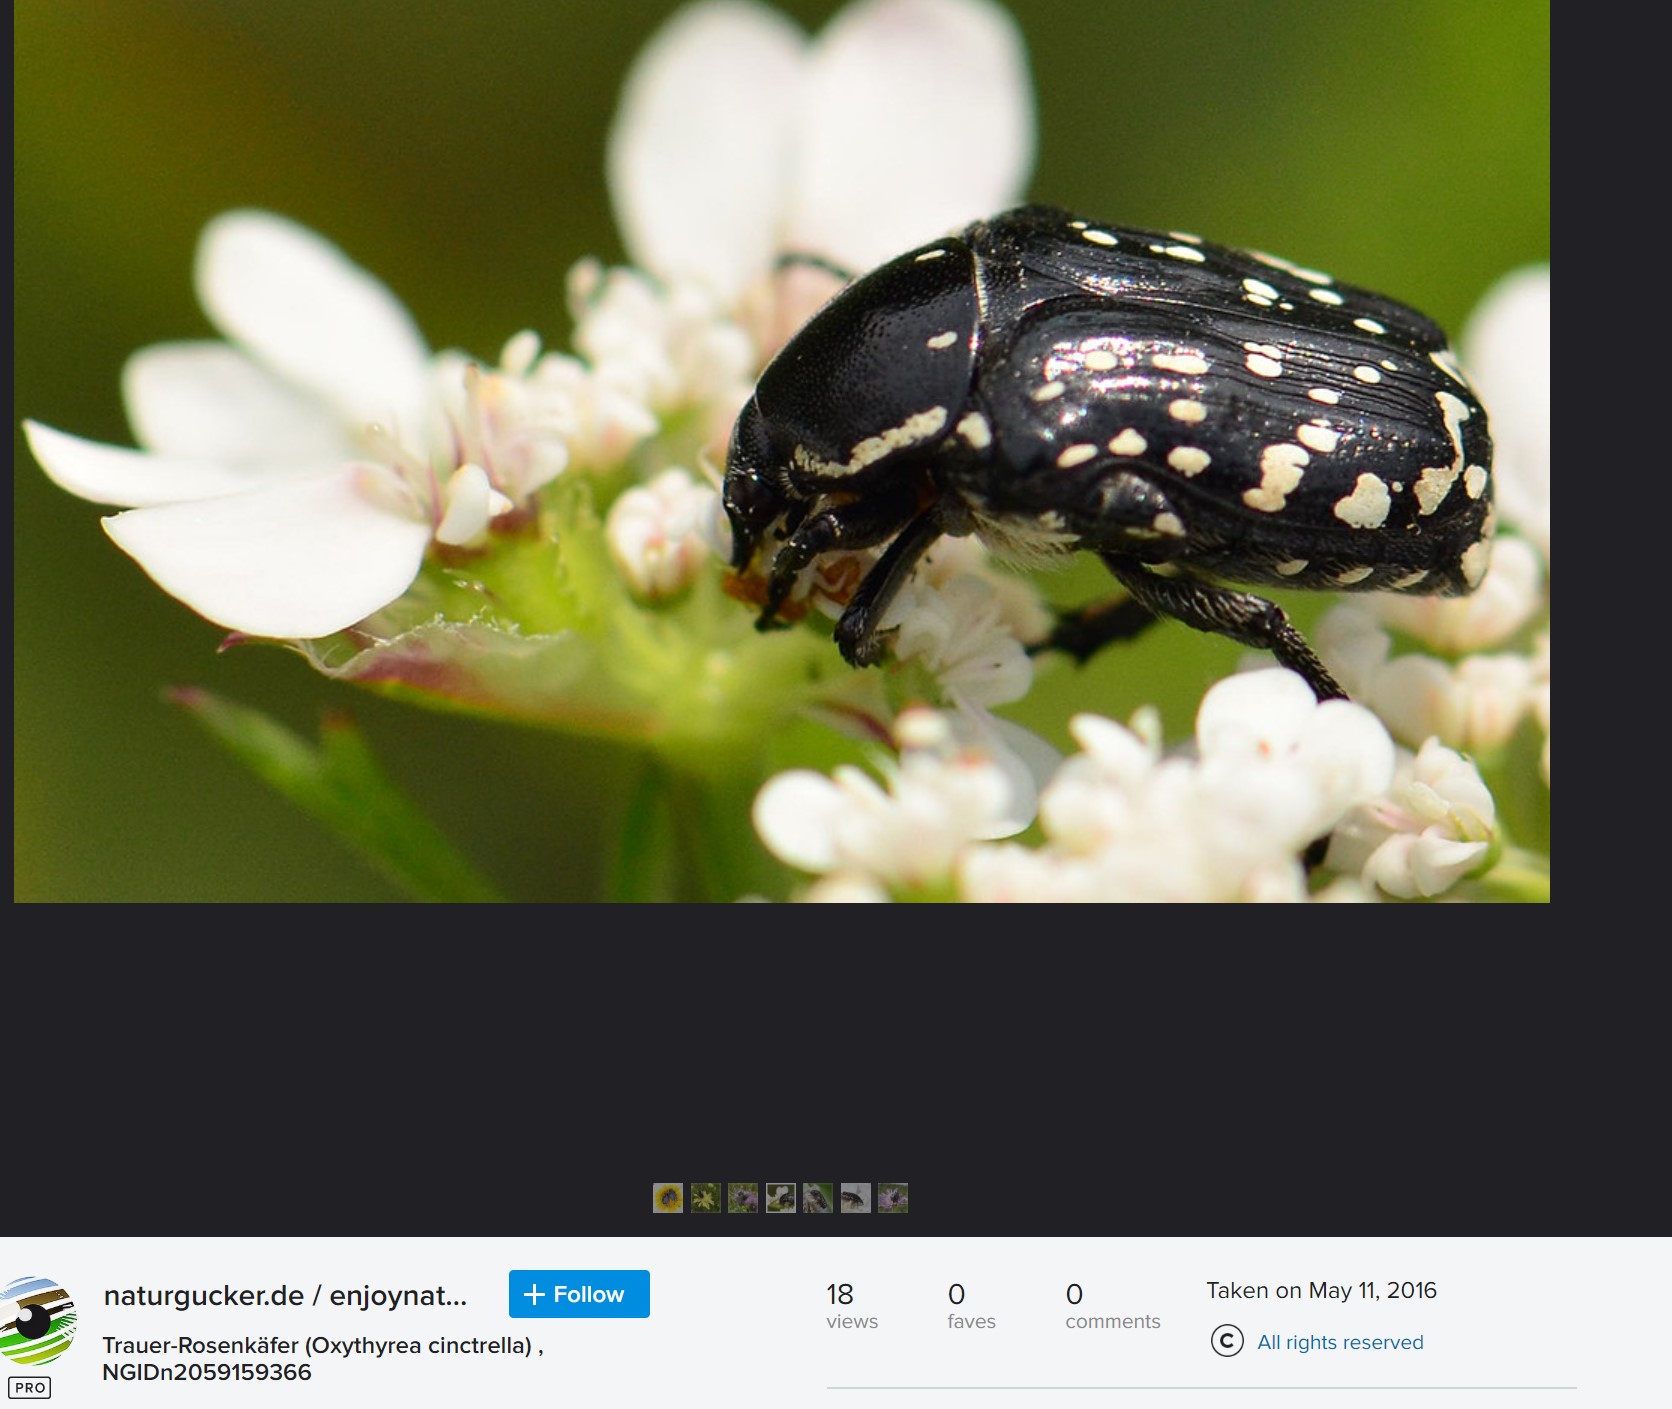 naturgucker.de / enjoynat...
+ Follow
Trauer-Rosenkäfer (Oxythyrea cinctrella) ,
NGIDn2059159366
PRO
18
views
0
faves
0
comments
Taken on May 11, 2016
C All rights reserved